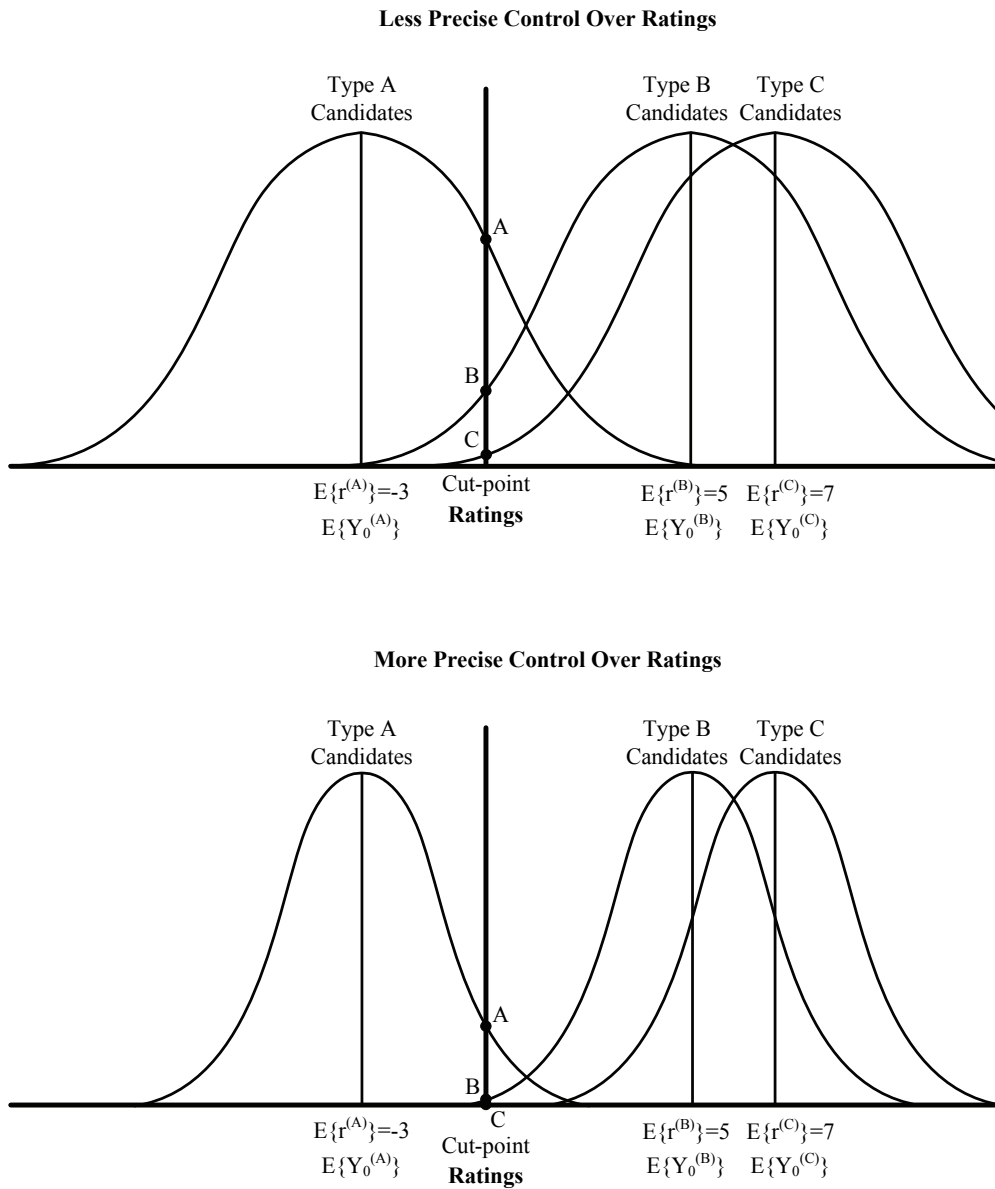 Less Precise Control Over Ratings
Type A
Candidates
Type B
Candidates
Type C
Candidates
A
B
C
E{r^(A)}=-3
E{Y_0^(A)}
Cut-point
Ratings
E{r^(B)}=5
E{Y_0^(B)}
E{r^(C)}=7
E{Y_0^(C)}
More Precise Control Over Ratings
Type A
Candidates
Type B
Candidates
Type C
Candidates
A
B
C
E{r^(A)}=-3
E{Y_0^(A)}
Cut-point
Ratings
E{r^(B)}=5
E{Y_0^(B)}
E{r^(C)}=7
E{Y_0^(C)}